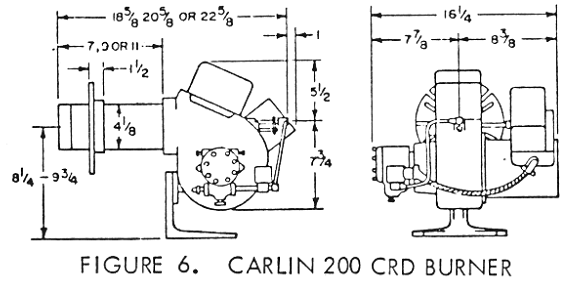 18 5/8 20 5/8 OR 22 5/8
1
16 1/4
7, 9 OR 11
7 7/8
8 3/8
1 1/2
5 1/2
4 1/8
7 3/4
8 1/4 - 9 3/4
FIGURE 6. CARLIN 200 CRD BURNER